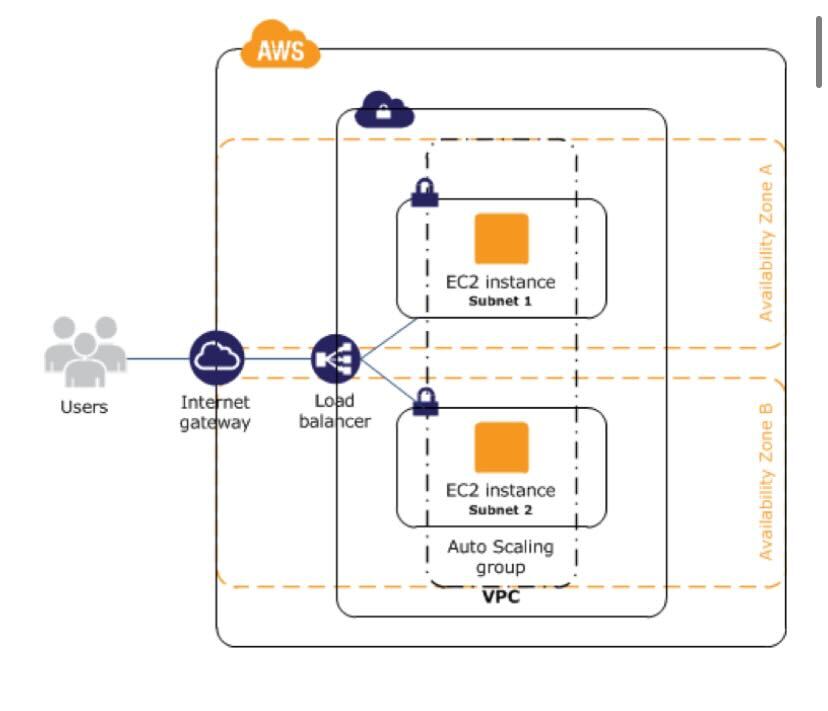 AWS
Availability Zone A
EC2 instance
Subnet 1
Users
Internet
gateway
Load
balancer
EC2 instance
Subnet 2
Availability Zone B
Auto Scaling
group
VPC